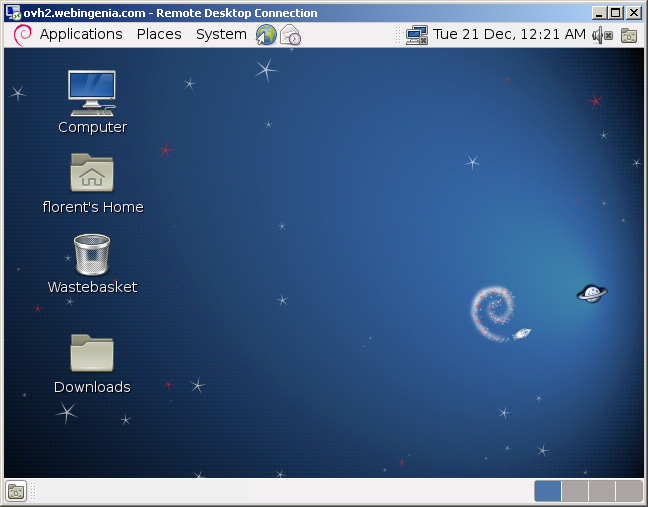 ovh2.webingenia.com - Remote Desktop Connection
Applications Places System Tue 21 Dec, 12:21 AM
Computer
florent's Home
Wastebasket
Downloads